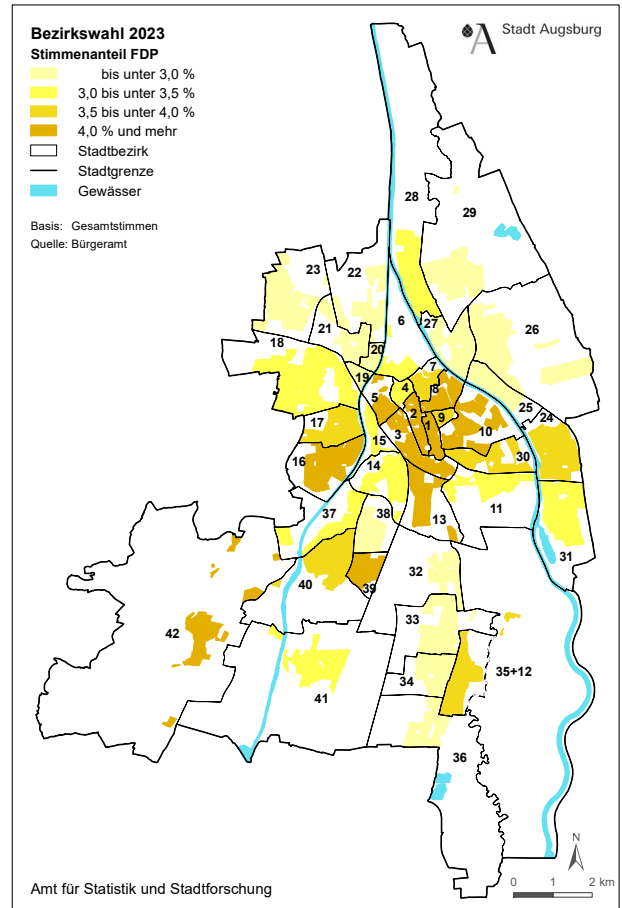 Bezirkswahl 2023
Stimmenanteil FDP
bis unter 3,0 %
3,0 bis unter 3,5 %
3,5 bis unter 4,0 %
4,0 % und mehr
Stadtbezirk
Stadtgrenze
Gewässer
Basis: Gesamtstimmen
Quelle: Bürgeramt
Stadt Augsburg
28
29
23
22
6
27
21
26
18
20
19
7
5
4
8
25
24
2
9
17
1
10
3
15
30
16
14
37
38
11
13
31
32
40
39
33
42
35+12
34
41
36
N
0 1 2 km
Amt für Statistik und Stadtforschung